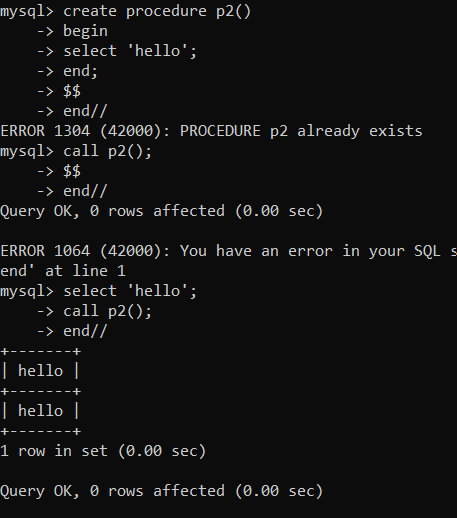 mysql> create procedure p2()
    -> begin
    -> select 'hello';
    -> end;
    -> $$
    -> end//
ERROR 1304 (42000): PROCEDURE p2 already exists
mysql> call p2();
    -> $$
    -> end//
Query OK, 0 rows affected (0.00 sec)

ERROR 1064 (42000): You have an error in your SQL s
end' at line 1
mysql> select 'hello';
    -> call p2();
    -> end//
+-------+
| hello |
+-------+
| hello |
+-------+
1 row in set (0.00 sec)

Query OK, 0 rows affected (0.00 sec)